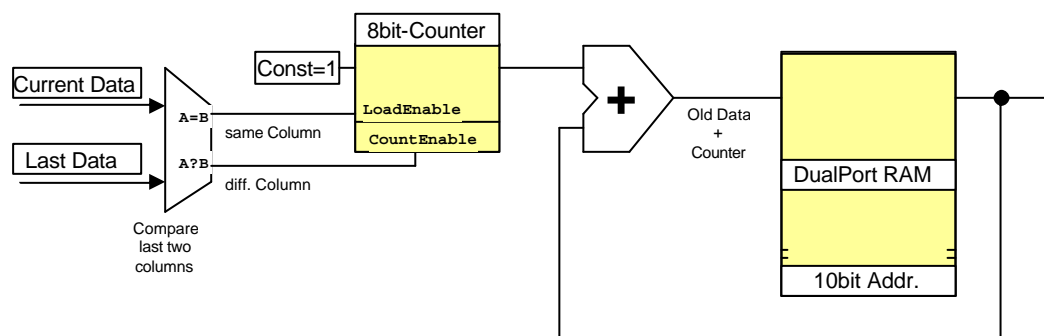 8bit-Counter
Const=1
Current Data
LoadEnable
A=B
same Column
CountEnable
Last Data
A?B
diff. Column
Compare
last two
columns
+
Old Data
+
Counter
DualPort RAM
10bit Addr.